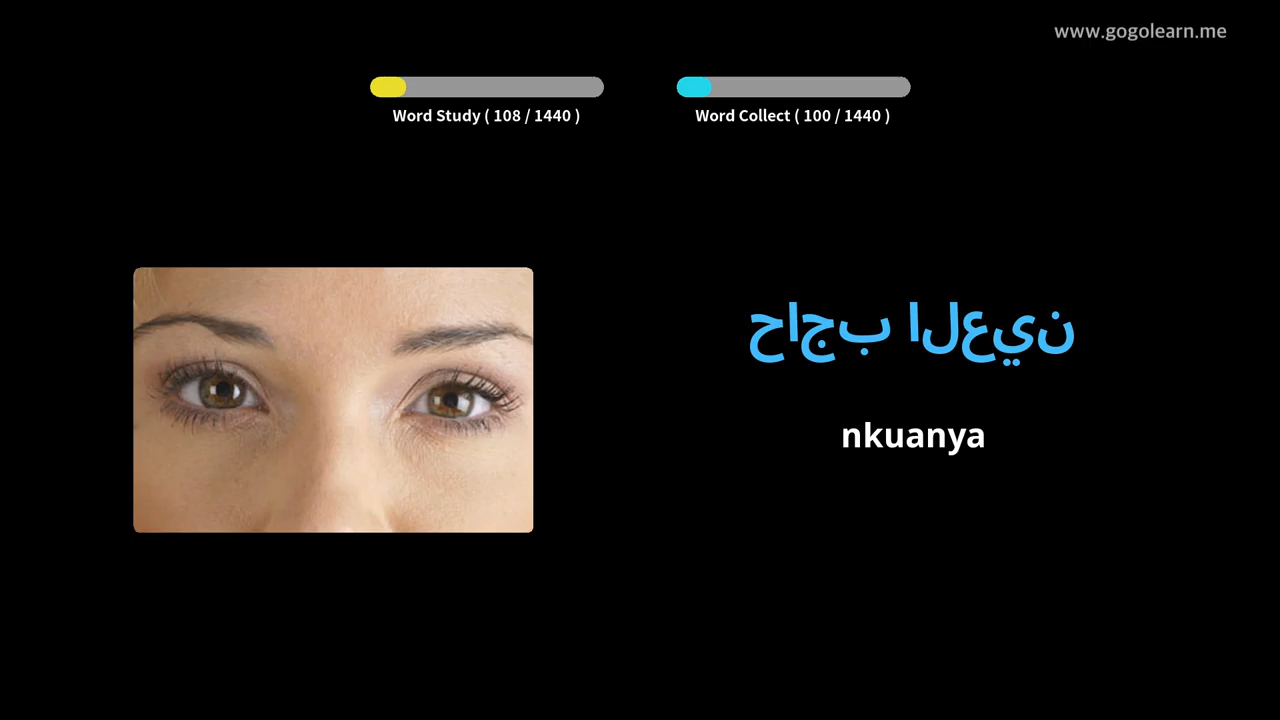 www.gogolearn.me
Word Study ( 108 / 1440 )
Word Collect ( 100 / 1440 )
حاجب العين
nkuanya